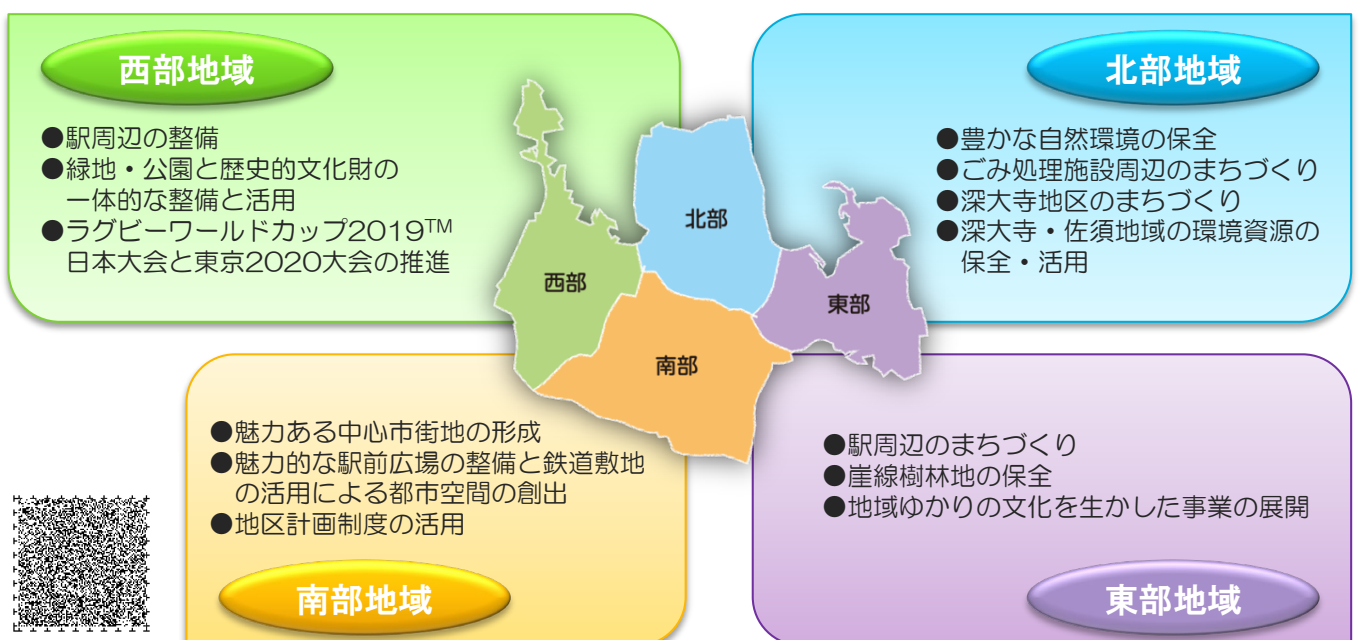 西部地域
●駅周辺の整備
●緑地・公園と歴史的文化財の
一体的な整備と活用
●ラグビーワールドカップ2019™
日本大会と東京2020大会の推進
北部地域
●豊かな自然環境の保全
●ごみ処理施設周辺のまちづくり
●深大寺地区のまちづくり
●深大寺・佐須地域の環境資源の
保全・活用
北部
西部
東部
南部
●魅力ある中心市街地の形成
●魅力的な駅前広場の整備と鉄道敷地
の活用による都市空間の創出
●地区計画制度の活用
南部地域
●駅周辺のまちづくり
●崖線樹林地の保全
●地域ゆかりの文化を生かした事業の展開
東部地域